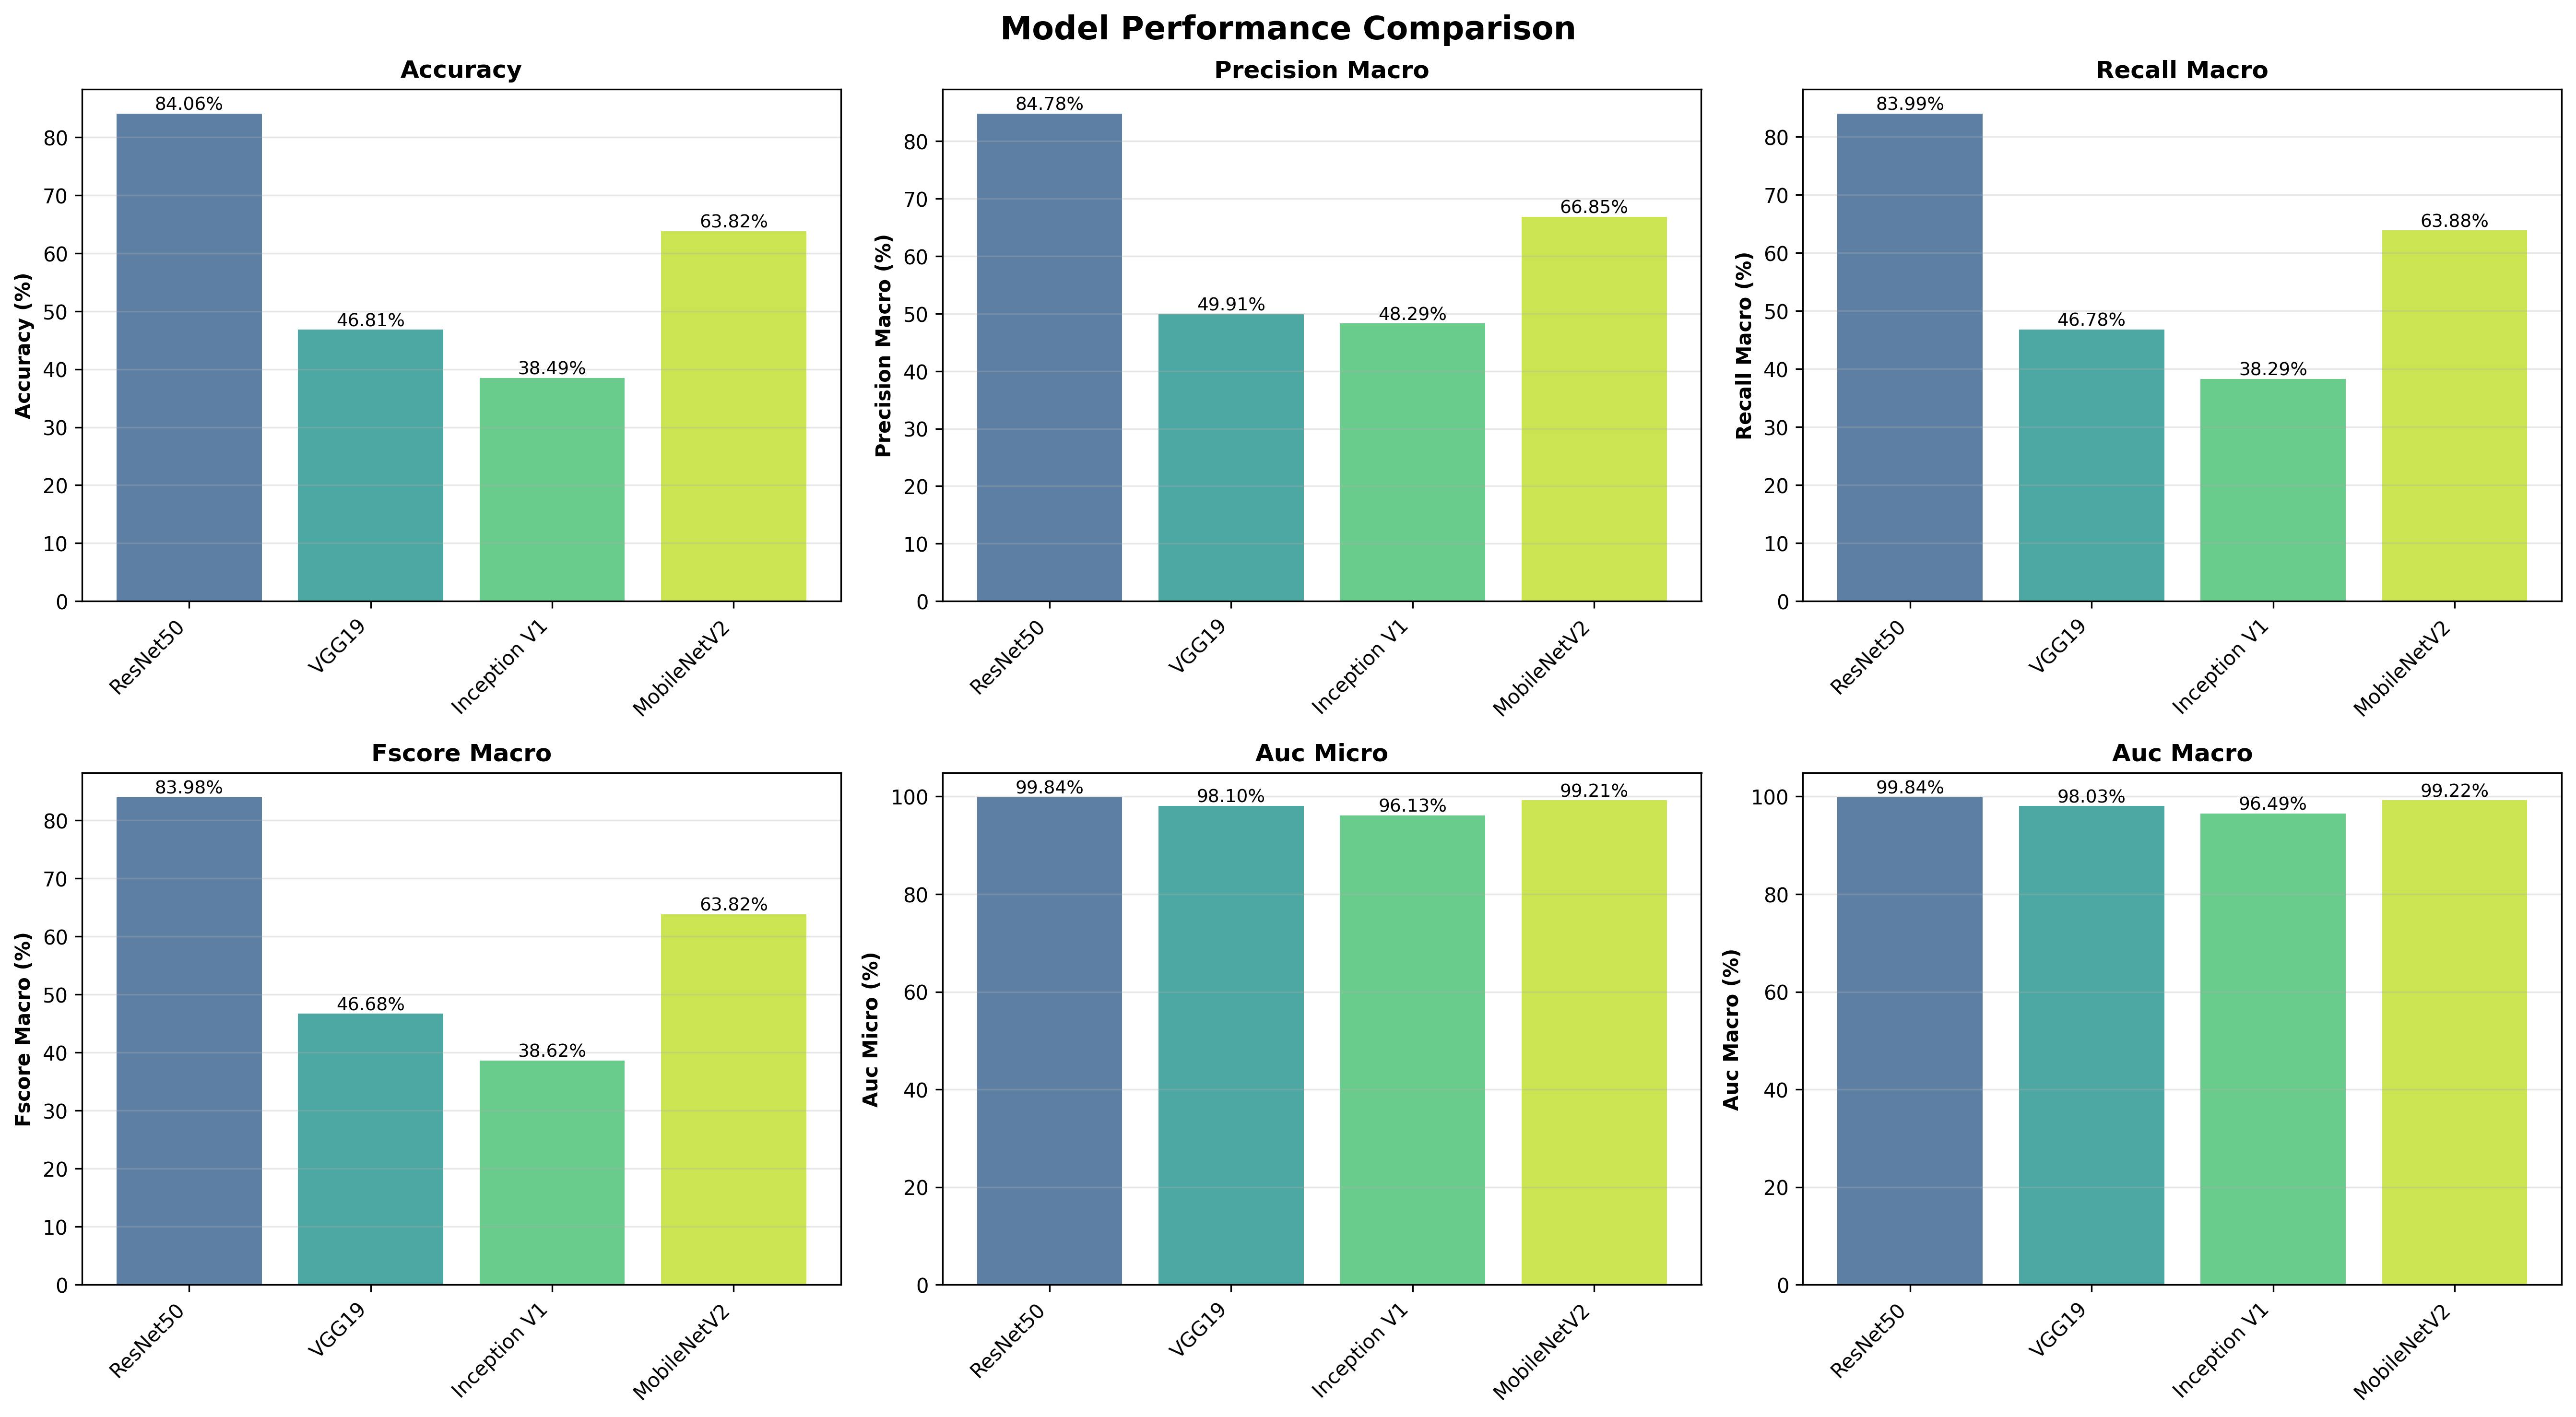 Model Performance Comparison
Accuracy
Accuracy (%)
80
70
60
50
40
30
20
10
0
84.06%
46.81%
38.49%
63.82%
ResNet50
VGG19
Inception V1
MobileNetV2
Precision Macro
Precision Macro (%)
80
70
60
50
40
30
20
10
0
84.78%
49.91%
48.29%
66.85%
ResNet50
VGG19
Inception V1
MobileNetV2
Recall Macro
Recall Macro (%)
80
70
60
50
40
30
20
10
0
83.99%
46.78%
38.29%
63.88%
ResNet50
VGG19
Inception V1
MobileNetV2
Fscore Macro
Fscore Macro (%)
80
70
60
50
40
30
20
10
0
83.98%
46.68%
38.62%
63.82%
ResNet50
VGG19
Inception V1
MobileNetV2
Auc Micro
Auc Micro (%)
100
80
60
40
20
0
99.84%
98.10%
96.13%
99.21%
ResNet50
VGG19
Inception V1
MobileNetV2
Auc Macro
Auc Macro (%)
100
80
60
40
20
0
99.84%
98.03%
96.49%
99.22%
ResNet50
VGG19
Inception V1
MobileNetV2